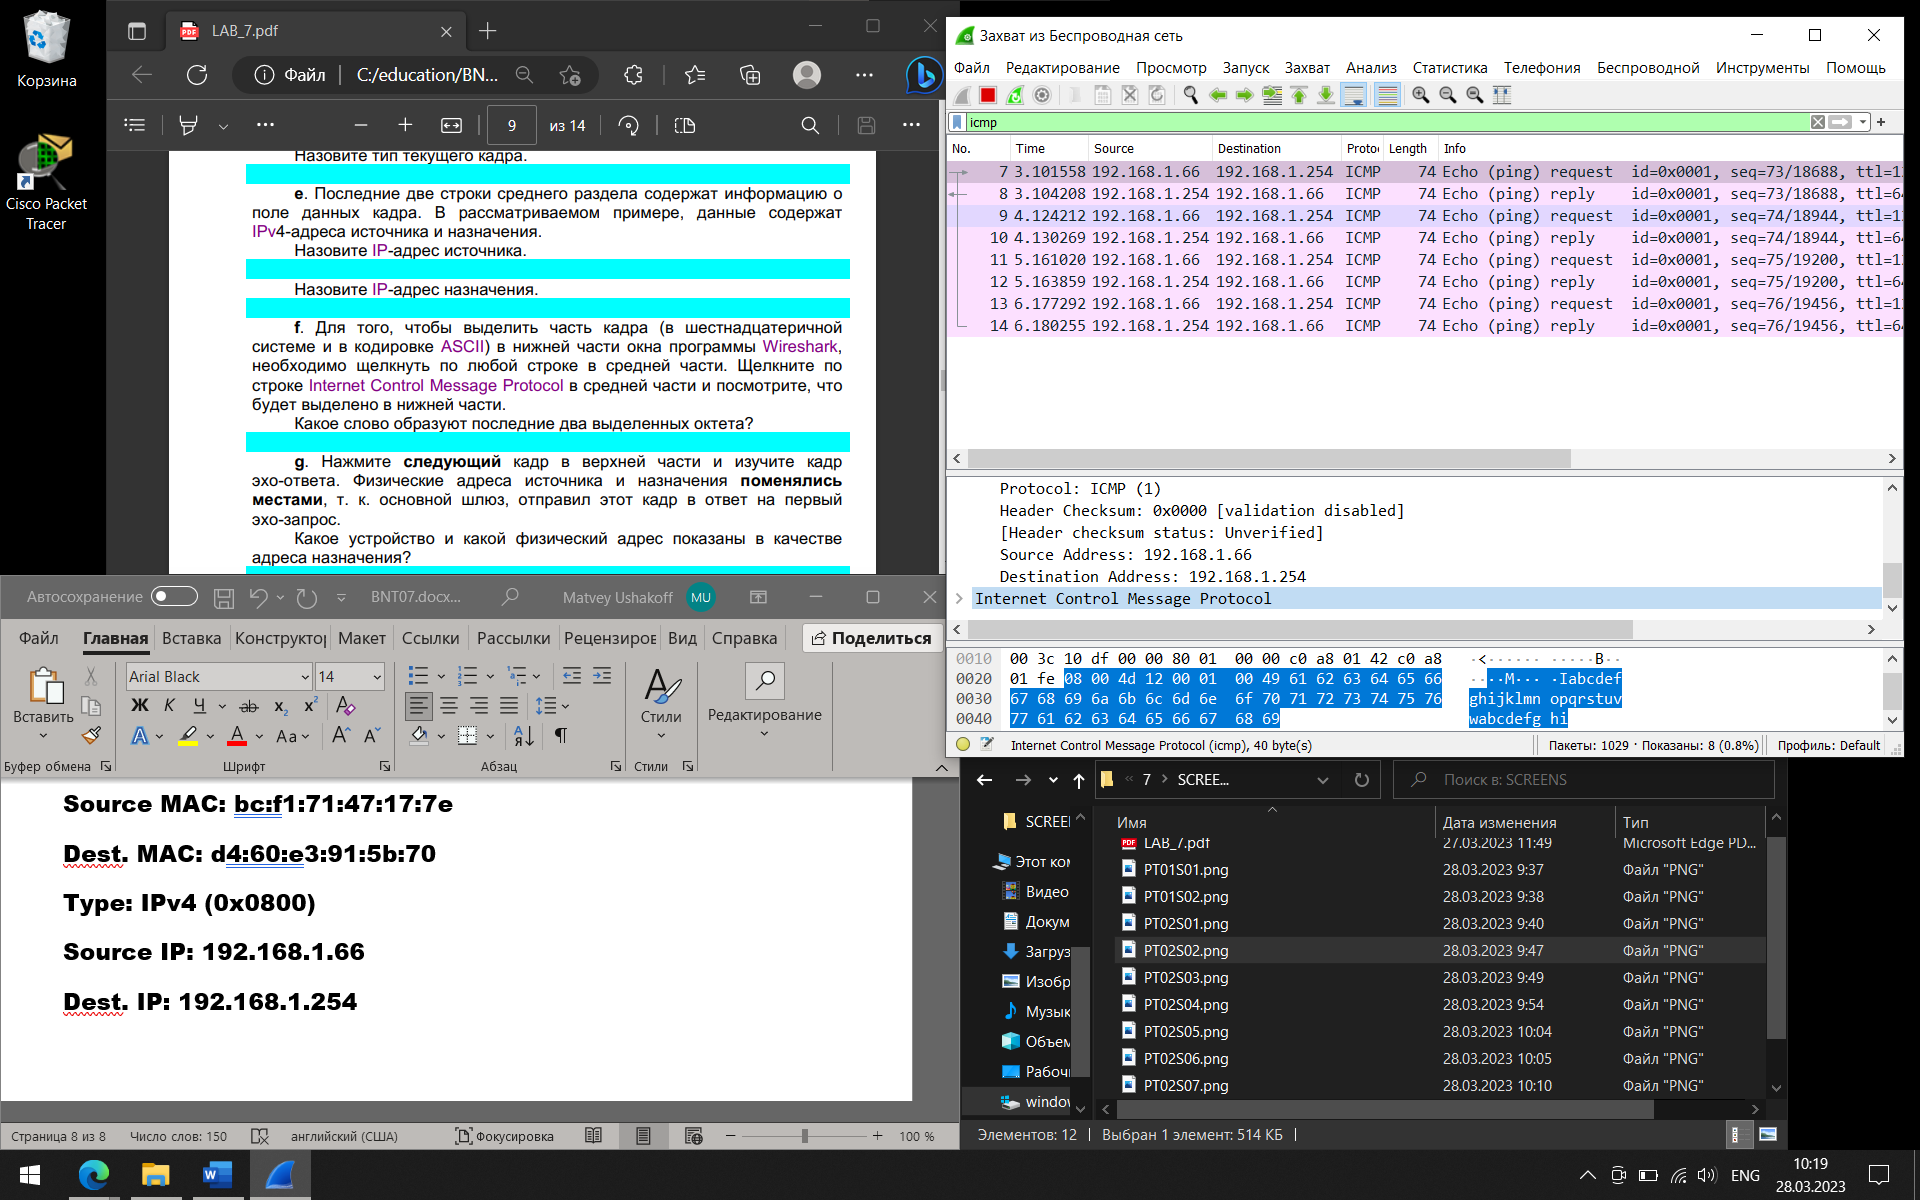 Корзина
Cisco Packet
Tracer
LAB_7.pdf
Файл
C:/education/BN...
9
из 14
Назовите тип текущего кадра.
e. Последние две строки среднего раздела содержат информацию о
поле данных кадра. В рассматриваемом примере, данные содержат
IPv4-адреса источника и назначения.
Назовите IP-адрес источника.
Назовите IP-адрес назначения.
f. Для того, чтобы выделить часть кадра (в шестнадцатеричной
системе и в кодировке ASCII) в нижней части окна программы Wireshark,
необходимо щелкнуть по любой строке в средней части. Щелкните по
строке Internet Control Message Protocol в средней части и посмотрите, что
будет выделено в нижней части.
Какое слово образуют последние два выделенных октета?
g. Нажмите следующий кадр в верхней части и изучите кадр
эхо-ответа. Физические адреса источника и назначения поменялись
местами, т. к. основной шлюз, отправил этот кадр в ответ на первый
эхо-запрос.
Какое устройство и какой физический адрес показаны в качестве
адреса назначения?
Захват из Беспроводная сеть
Файл Редактирование Просмотр Запуск Захват Анализ Статистика Телефония Беспроводной Инструменты Помощь
icmp
No. Time Source Destination Proto Length Info
7 3.101558 192.168.1.66 192.168.1.254 ICMP 74 Echo (ping) request id=0x0001, seq=73/18688, ttl=12
8 3.104208 192.168.1.254 192.168.1.66 ICMP 74 Echo (ping) reply id=0x0001, seq=73/18688, ttl=64
9 4.124212 192.168.1.66 192.168.1.254 ICMP 74 Echo (ping) request id=0x0001, seq=74/18944, ttl=12
10 4.130269 192.168.1.254 192.168.1.66 ICMP 74 Echo (ping) reply id=0x0001, seq=74/18944, ttl=64
11 5.161020 192.168.1.66 192.168.1.254 ICMP 74 Echo (ping) request id=0x0001, seq=75/19200, ttl=12
12 5.163859 192.168.1.254 192.168.1.66 ICMP 74 Echo (ping) reply id=0x0001, seq=75/19200, ttl=64
13 6.177292 192.168.1.66 192.168.1.254 ICMP 74 Echo (ping) request id=0x0001, seq=76/19456, ttl=12
14 6.180255 192.168.1.254 192.168.1.66 ICMP 74 Echo (ping) reply id=0x0001, seq=76/19456, ttl=64
Protocol: ICMP (1)
Header Checksum: 0x0000 [validation disabled]
[Header checksum status: Unverified]
Source Address: 192.168.1.66
Destination Address: 192.168.1.254
Internet Control Message Protocol
0010 00 3c 10 df 00 00 80 01 00 00 c0 a8 01 42 c0 a8 ·<······ ·····B··
0020 01 fe 08 00 4d 12 00 01 00 49 61 62 63 64 65 66 ····M··· ·Iabcdef
0030 67 68 69 6a 6b 6c 6d 6e 6f 70 71 72 73 74 75 76 ghijklmn opqrstuv
0040 77 61 62 63 64 65 66 67 68 69 wabcdefg hi
Internet Control Message Protocol (icmp), 40 byte(s)
Пакеты: 1029 · Показаны: 8 (0.8%)
Профиль: Default
Автосохранение
BNT07.docx...
Matvey Ushakoff
MU
Файл Главная Вставка Конструктор Макет Ссылки Рассылки Рецензиров Вид Справка Поделиться
Вставить
Arial Black 14
Ж К Ч ab x₂ x²
A A Aa A A
Стили
Редактирование
Буфер обмена Шрифт Абзац Стили
Source MAC: bc:f1:71:47:17:7e
Dest. MAC: d4:60:e3:91:5b:70
Type: IPv4 (0x0800)
Source IP: 192.168.1.66
Dest. IP: 192.168.1.254
Страница 8 из 8 Число слов: 150 английский (США) Фокусировка 100 %
7 SCREE...
Поиск в: SCREENS
SCREEN
Этот ком
Видео
Докум
Загруз
Изобр
Музык
Объем
Рабочи
window
Имя Дата изменения Тип
LAB_7.pdf 27.03.2023 11:49 Microsoft Edge PD...
PT01S01.png 28.03.2023 9:37 Файл "PNG"
PT01S02.png 28.03.2023 9:38 Файл "PNG"
PT02S01.png 28.03.2023 9:40 Файл "PNG"
PT02S02.png 28.03.2023 9:47 Файл "PNG"
PT02S03.png 28.03.2023 9:49 Файл "PNG"
PT02S04.png 28.03.2023 9:54 Файл "PNG"
PT02S05.png 28.03.2023 10:04 Файл "PNG"
PT02S06.png 28.03.2023 10:05 Файл "PNG"
PT02S07.png 28.03.2023 10:10 Файл "PNG"
Элементов: 12 Выбран 1 элемент: 514 КБ
ENG
10:19
28.03.2023